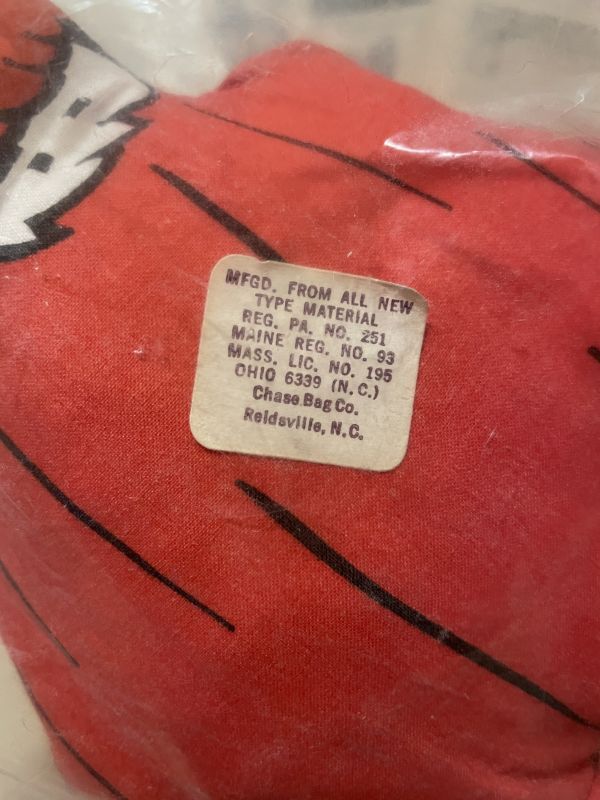 MFGD. FROM ALL NEW
TYPE MATERIAL
REG. PA. NO. 251
MAINE REG. NO. 93
MASS. LIC. NO. 195
OHIO 6339 (N.C.)
Chase Bag Co.
Reidsville, N.C.